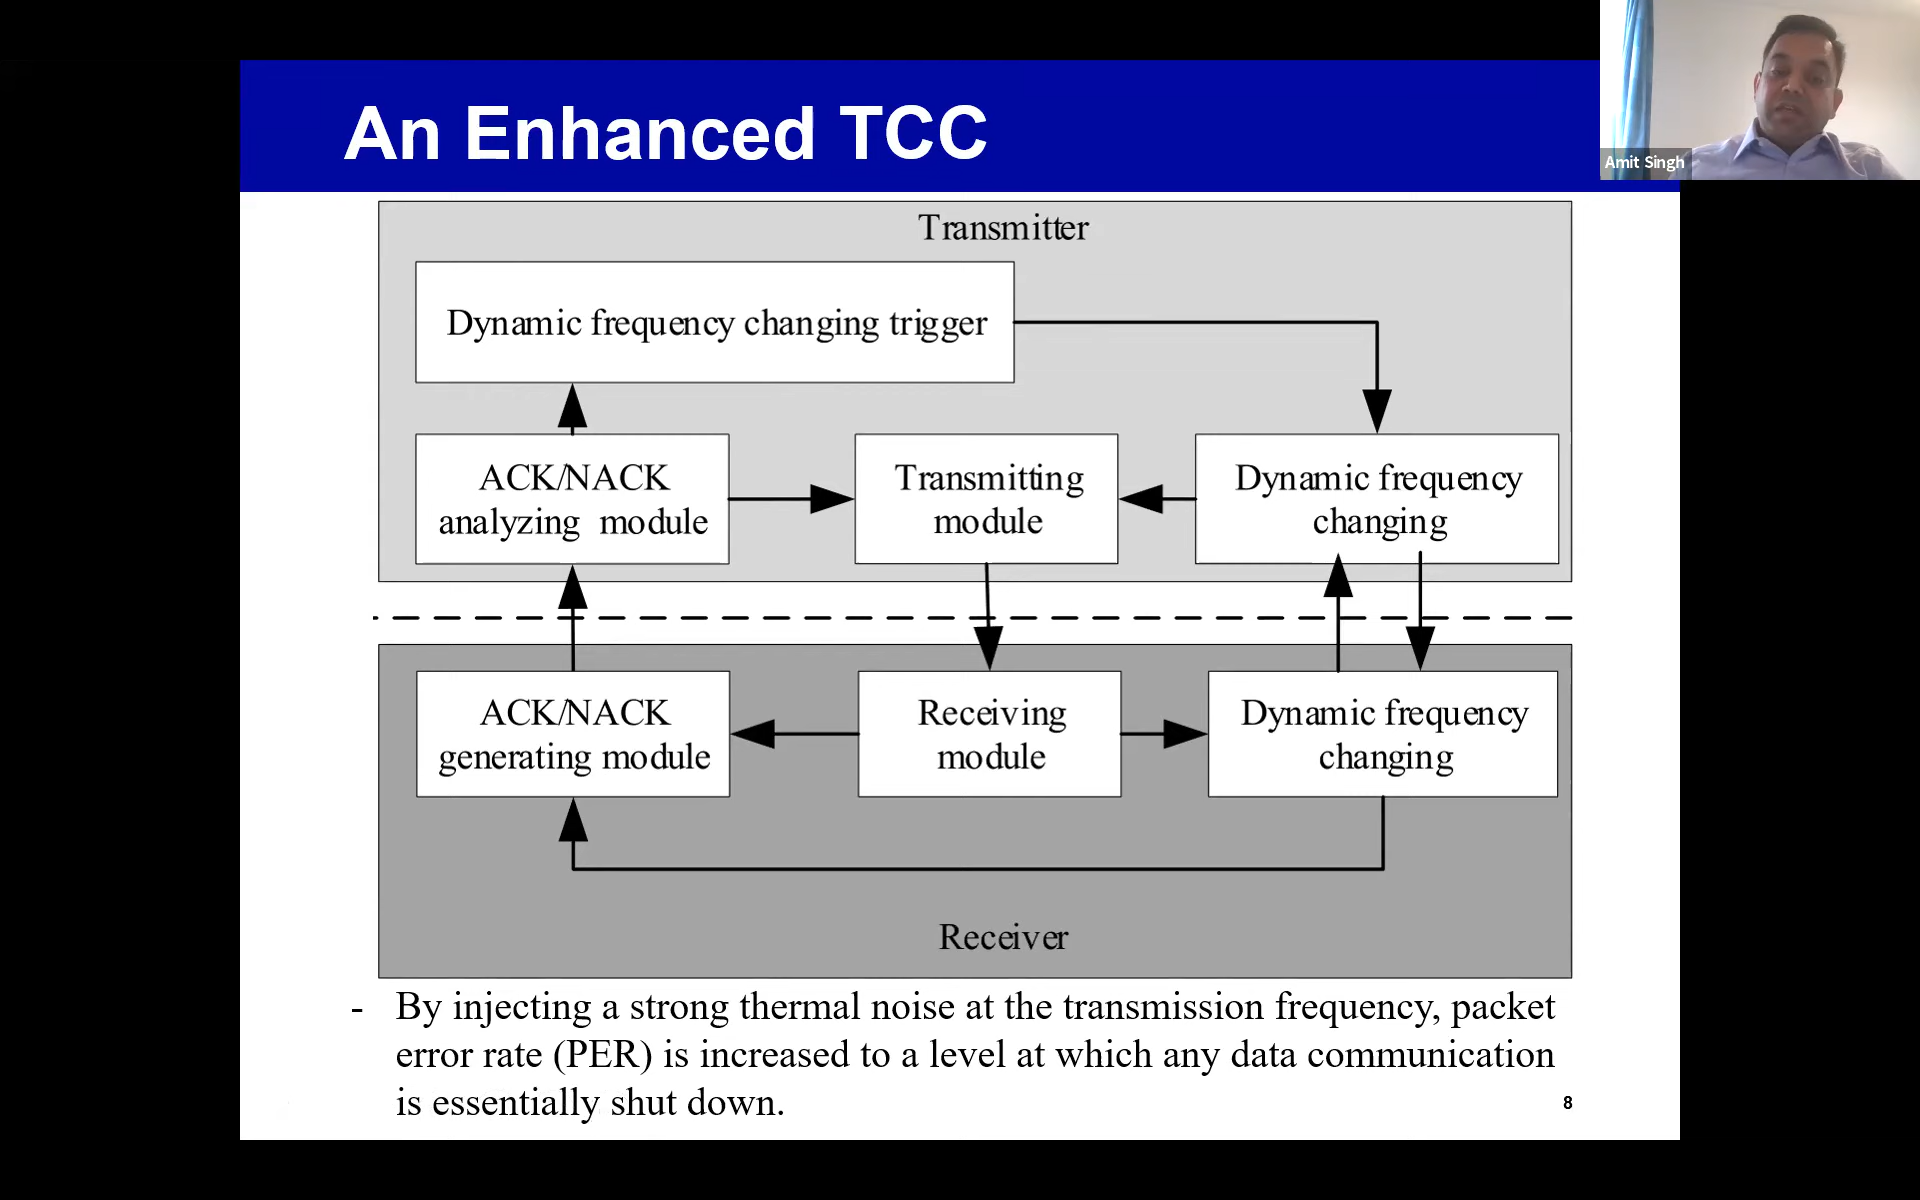 An Enhanced TCC
Amit Singh
Transmitter
Dynamic frequency changing trigger
ACK/NACK
analyzing module
Transmitting
module
Dynamic frequency
changing
ACK/NACK
generating module
Receiving
module
Dynamic frequency
changing
Receiver
- By injecting a strong thermal noise at the transmission frequency, packet
error rate (PER) is increased to a level at which any data communication
is essentially shut down.
8